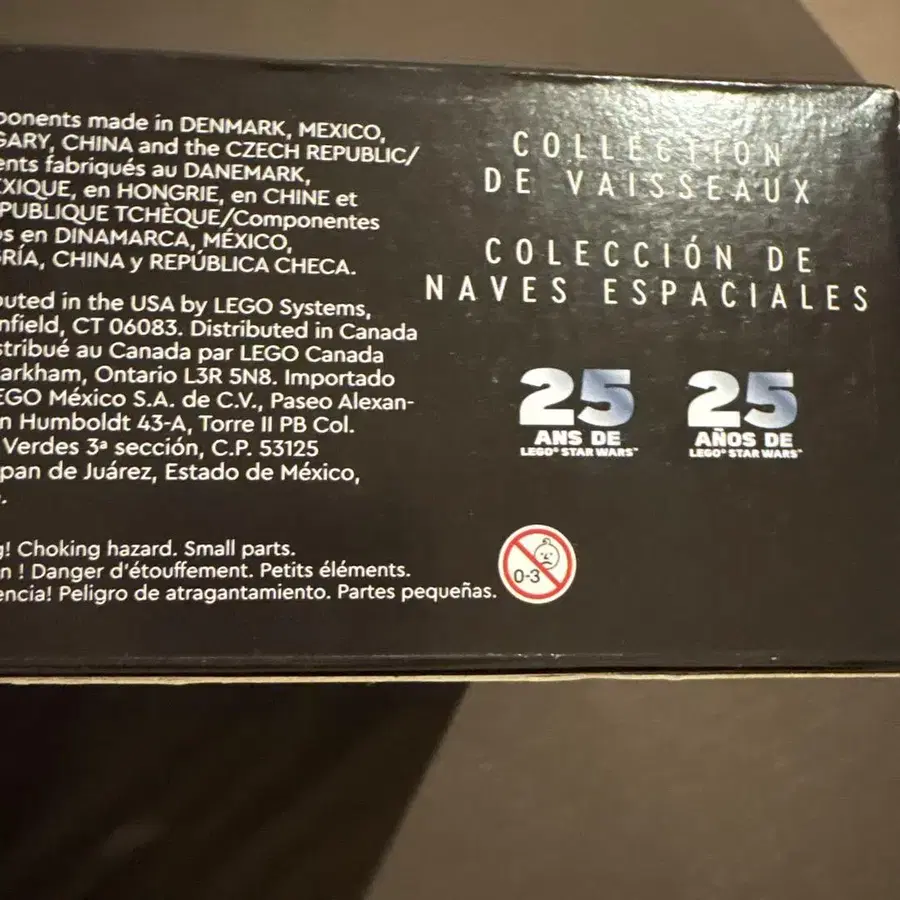 ponents made in DENMARK, MEXICO,
GARY, CHINA and the CZECH REPUBLIC/
ents fabriqués au DANEMARK,
EXIQUE, en HONGRIE, en CHINE et
PUBLIQUE TCHÈQUE/Componentes
os en DINAMARCA, MÉXICO,
RÍA, CHINA y REPÚBLICA CHECA.
buted in the USA by LEGO Systems,
nfield, CT 06083. Distributed in Canada
stribué au Canada par LEGO Canada
arkham, Ontario L3R 5N8. Importado
EGO México S.A. de C.V., Paseo Alexan-
n Humboldt 43-A, Torre II PB Col.
Verdes 3ª sección, C.P. 53125
pan de Juárez, Estado de México,
g! Choking hazard. Small parts.
n ! Danger d'étouffement. Petits éléments.
encia! Peligro de atragantamiento. Partes pequeñas.
0-3
COLLECTION
DE VAISSEAUX
COLECCIÓN DE
NAVES ESPACIALES
25
ANS DE
LEGO® STAR WARS™
25
AÑOS DE
LEGO® STAR WARS™